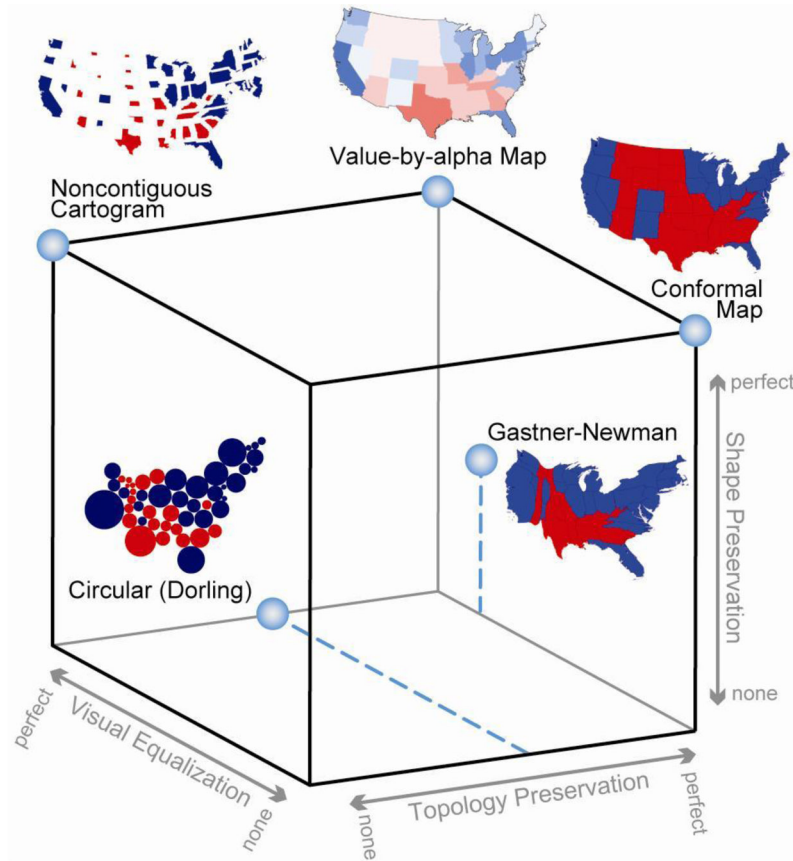 Value-by-alpha Map
Noncontiguous
Cartogram
Conformal
Map
perfect
Gastner-Newman
Shape Preservation
Circular (Dorling)
none
perfect
Visual Equalization
none
none
Topology Preservation
perfect